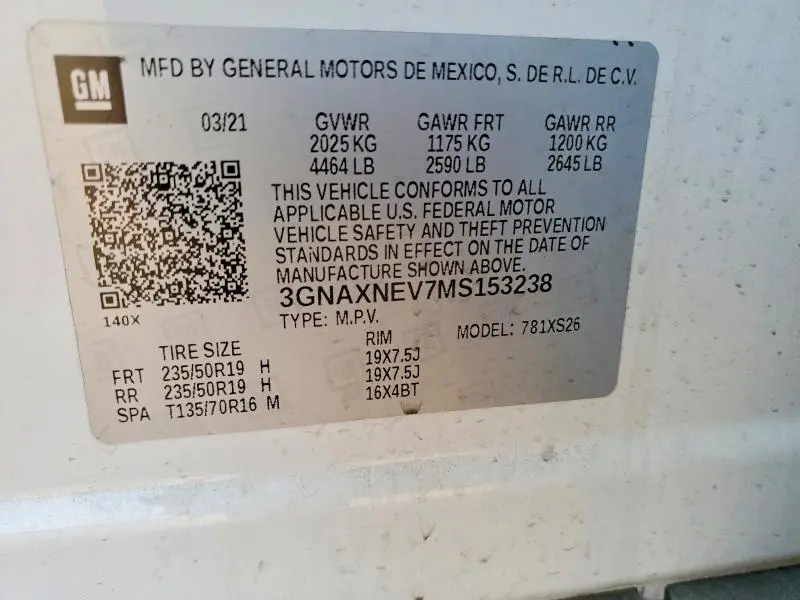 GM
MFD BY GENERAL MOTORS DE MEXICO, S. DE R.L. DE C.V.
03/21 GVWR GAWR FRT GAWR RR
2025 KG 1175 KG 1200 KG
4464 LB 2590 LB 2645 LB
THIS VEHICLE CONFORMS TO ALL
APPLICABLE U.S. FEDERAL MOTOR
VEHICLE SAFETY AND THEFT PREVENTION
STANDARDS IN EFFECT ON THE DATE OF
MANUFACTURE SHOWN ABOVE.
3GNAXNEV7MS153238
140X
TYPE: M.P.V. MODEL: 781XS26
TIRE SIZE RIM
FRT 235/50R19 H 19X7.5J
RR 235/50R19 H 19X7.5J
SPA T135/70R16 M 16X4BT